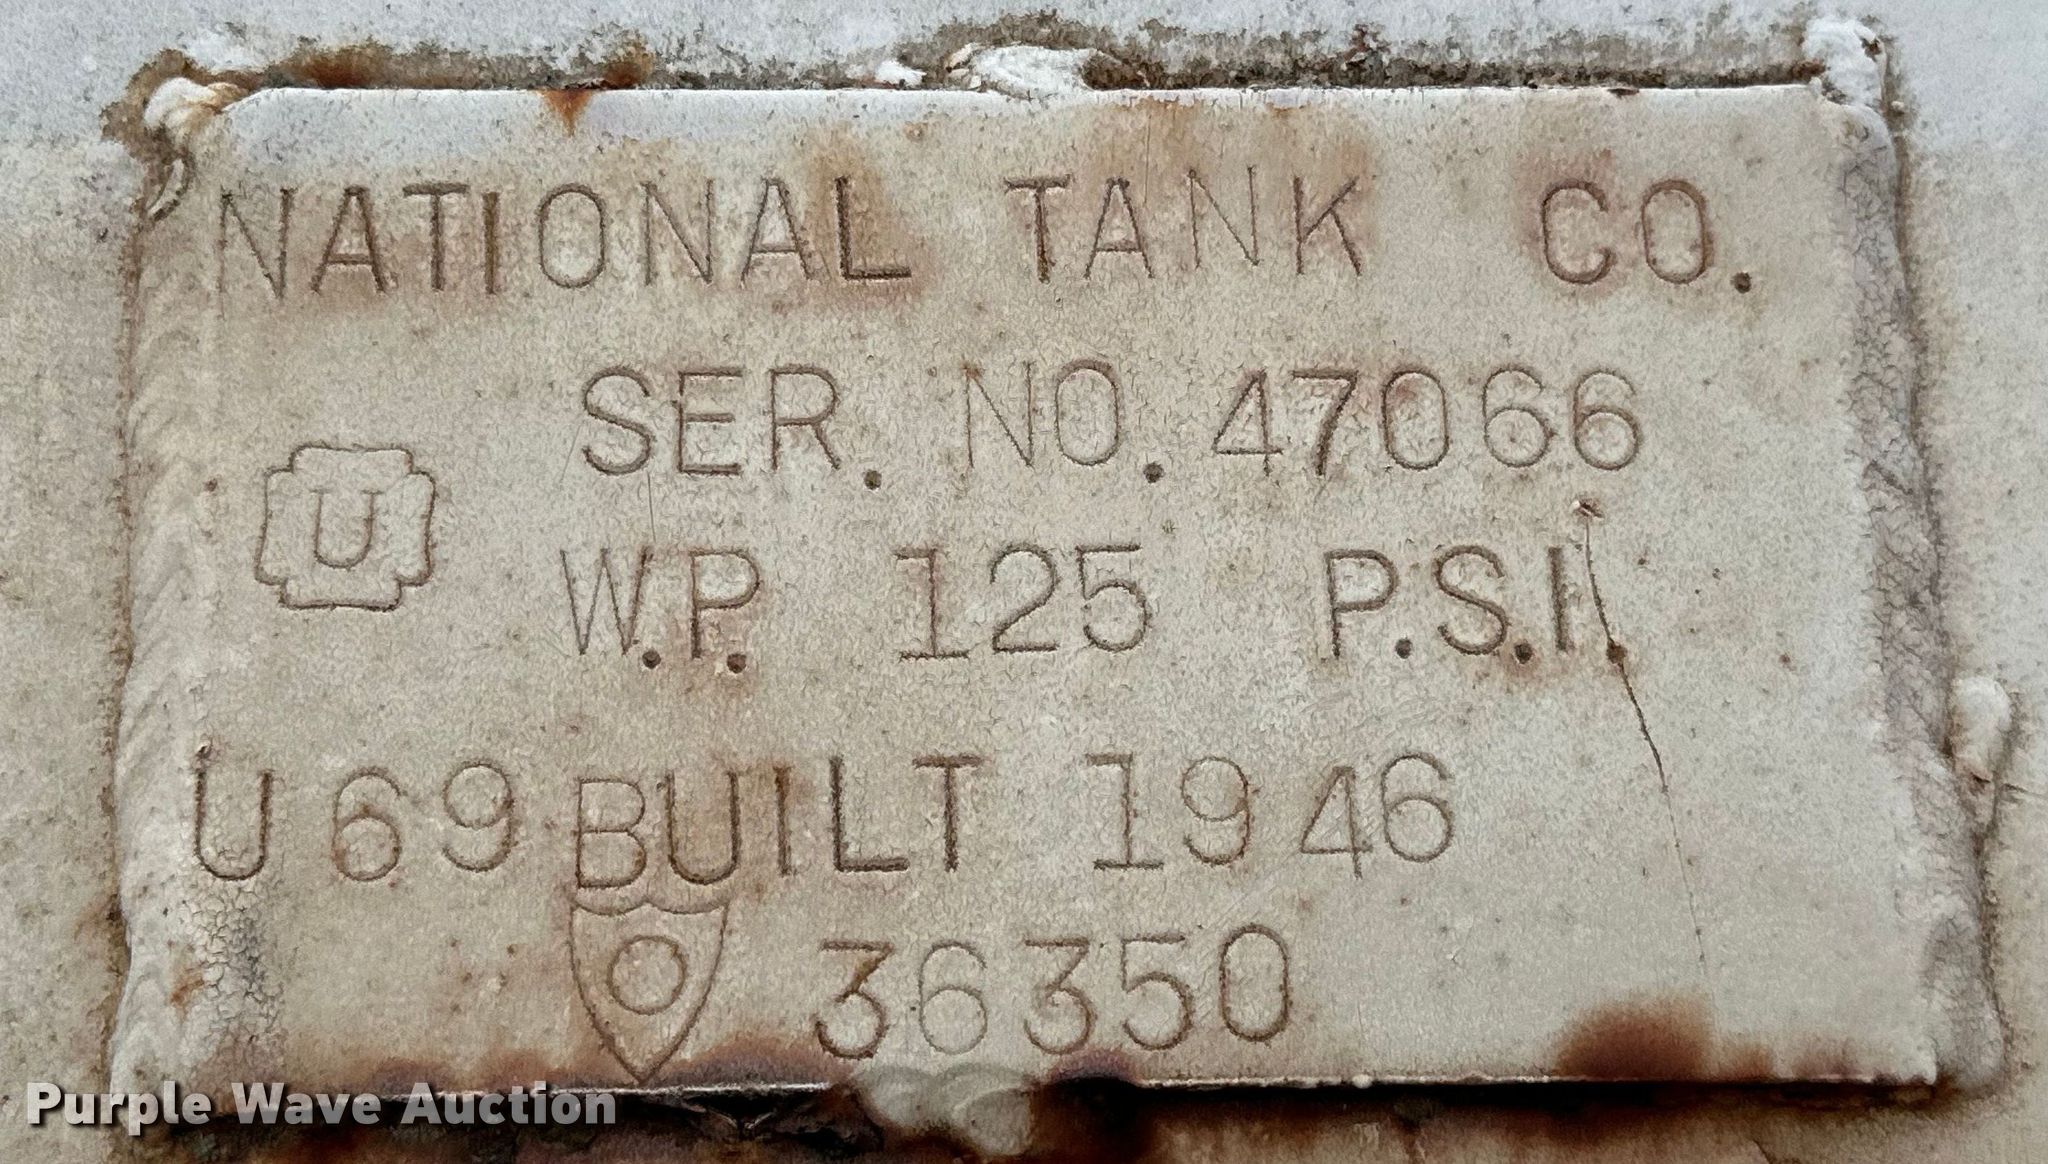 NATIONAL TANK CO.
SER. NO. 47066
U
W.P. 125 P.S.I.
U 69 BUILT 1946
36350
Purple Wave Auction